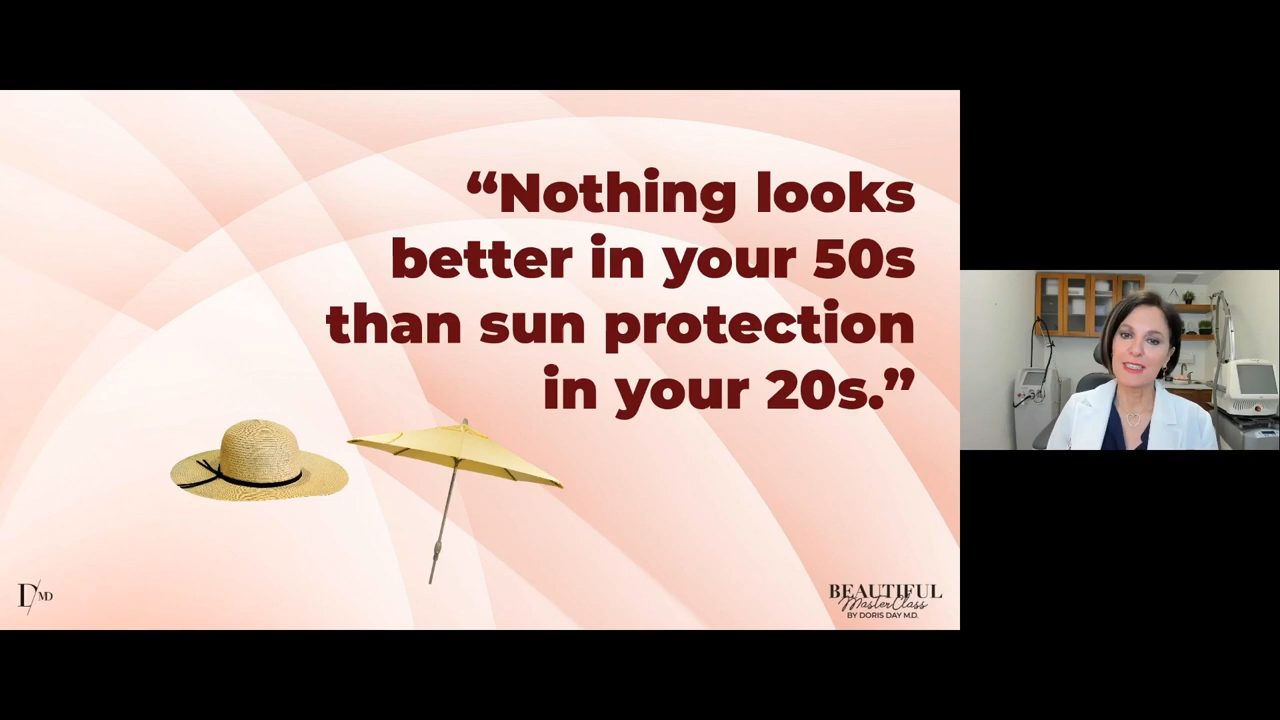 “Nothing looks
better in your 50s
than sun protection
in your 20s.”
D/MD
BEAUTIFUL
MasterClass
BY DORIS DAY M.D.